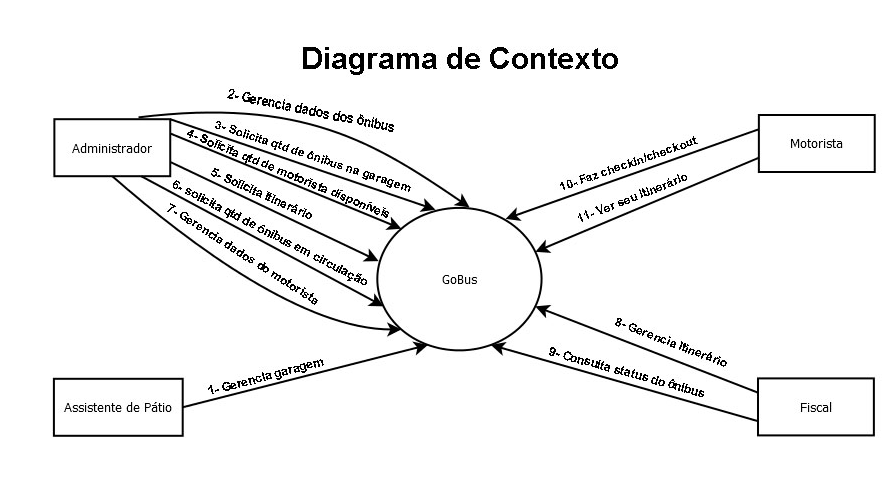 Diagrama de Contexto
2- Gerencia dados dos ônibus
3- Solicita qtd de ônibus na garagem
4- Solicita qtd de motorista disponíveis
5- Solicita Itinerário
6- solicita qtd de ônibus em circulação
7- Gerencia dados do motorista
Administrador
Motorista
10- Faz checkin/checkout
11- Ver seu Itinerário
GoBus
8- Gerencia Itinerário
9- Consulta status do ônibus
1- Gerencia garagem
Assistente de Pátio
Fiscal